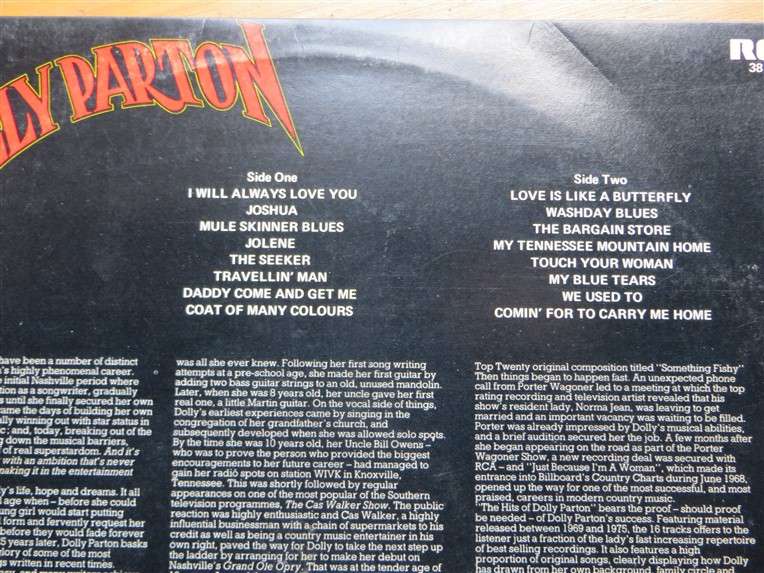 LY PARTON
38
Side One
I WILL ALWAYS LOVE YOU
JOSHUA
MULE SKINNER BLUES
JOLENE
THE SEEKER
TRAVELLIN' MAN
DADDY COME AND GET ME
COAT OF MANY COLOURS
Side Two
LOVE IS LIKE A BUTTERFLY
WASHDAY BLUES
THE BARGAIN STORE
MY TENNESSEE MOUNTAIN HOME
TOUCH YOUR WOMAN
MY BLUE TEARS
WE USED TO
COMIN' FOR TO CARRY ME HOME
have been a number of distinct
's highly phenomenal career.
initial Nashville period where
tion as a songwriter, gradually
s until she finally secured her own
came the days of building her own
ally winning out with star status in
c; and, today, breaking out of the
g down the musical barriers,
of real superstardom. And it's
with an ambition that's never
making it in the entertainment
ly's life, hope and dreams. It all
age when – before she could
ung girl would start putting
form and fervently request her
before they would fade forever
5 years later, Dolly Parton basks
glory of some of the most
gs written in recent times.
was all she ever knew. Following her first song writing
attempts at a pre-school age, she made her first guitar by
adding two bass guitar strings to an old, unused mandolin.
Later, when she was 8 years old, her uncle gave her first
real one, a little Martin guitar. On the vocal side of things,
Dolly's earliest experiences came by singing in the
congregation of her grandfather's church, and
subsequently developed when she was allowed solo spots.
By the time she was 10 years old, her Uncle Bill Owens –
who was to prove the person who provided the biggest
encouragements to her future career – had managed to
gain her radio spots on station WIVK in Knoxville,
Tennessee. This was shortly followed by regular
appearances on one of the most popular of the Southern
television programmes, The Cas Walker Show. The public
reaction was highly enthusiastic and Cas Walker, a highly
influential businessman with a chain of supermarkets to his
credit as well as being a country music entertainer in his
own right, paved the way for Dolly to take the next step up
the ladder by arranging for her to make her debut on
Nashville's Grand Ole Opry. That was at the tender age of
Top Twenty original composition titled "Something Fishy"
Then things began to happen fast. An unexpected phone
call from Porter Wagoner led to a meeting at which the top
rating recording and television artist revealed that his
show's resident lady, Norma Jean, was leaving to get
married and an important vacancy was waiting to be filled.
Porter was already impressed by Dolly's musical abilities,
and a brief audition secured her the job. A few months after
she began appearing on the road as part of the Porter
Wagoner Show, a new recording deal was secured with
RCA – and "Just Because I'm A Woman", which made its
entrance into Billboard's Country Charts during June 1968,
opened up the way for one of the most successful, and most
praised, careers in modern country music.
"The Hits of Dolly Parton" bears the proof – should proof
be needed – of Dolly Parton's success. Featuring material
released between 1969 and 1975, the 16 tracks offers to the
listener just a fraction of the lady's fast increasing repertoire
of best selling recordings. It also features a high
proportion of original songs, clearly displaying how Dolly
has drawn from her own background, family circle and